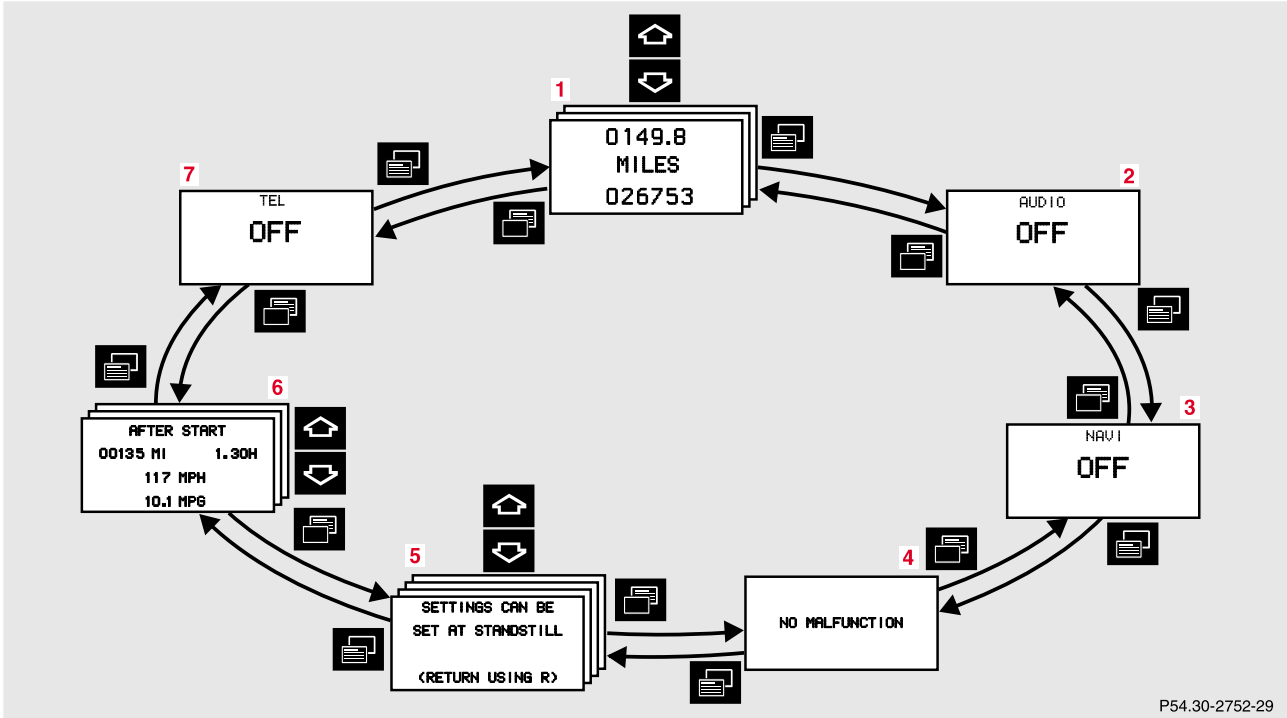 1
0149.8
MILES
026753
2
AUDIO
OFF
3
NAVI
OFF
4
NO MALFUNCTION
5
SETTINGS CAN BE
SET AT STANDSTILL
(RETURN USING R)
6
AFTER START
00135 MI 1.30H
117 MPH
10.1 MPG
7
TEL
OFF
P54.30-2752-29